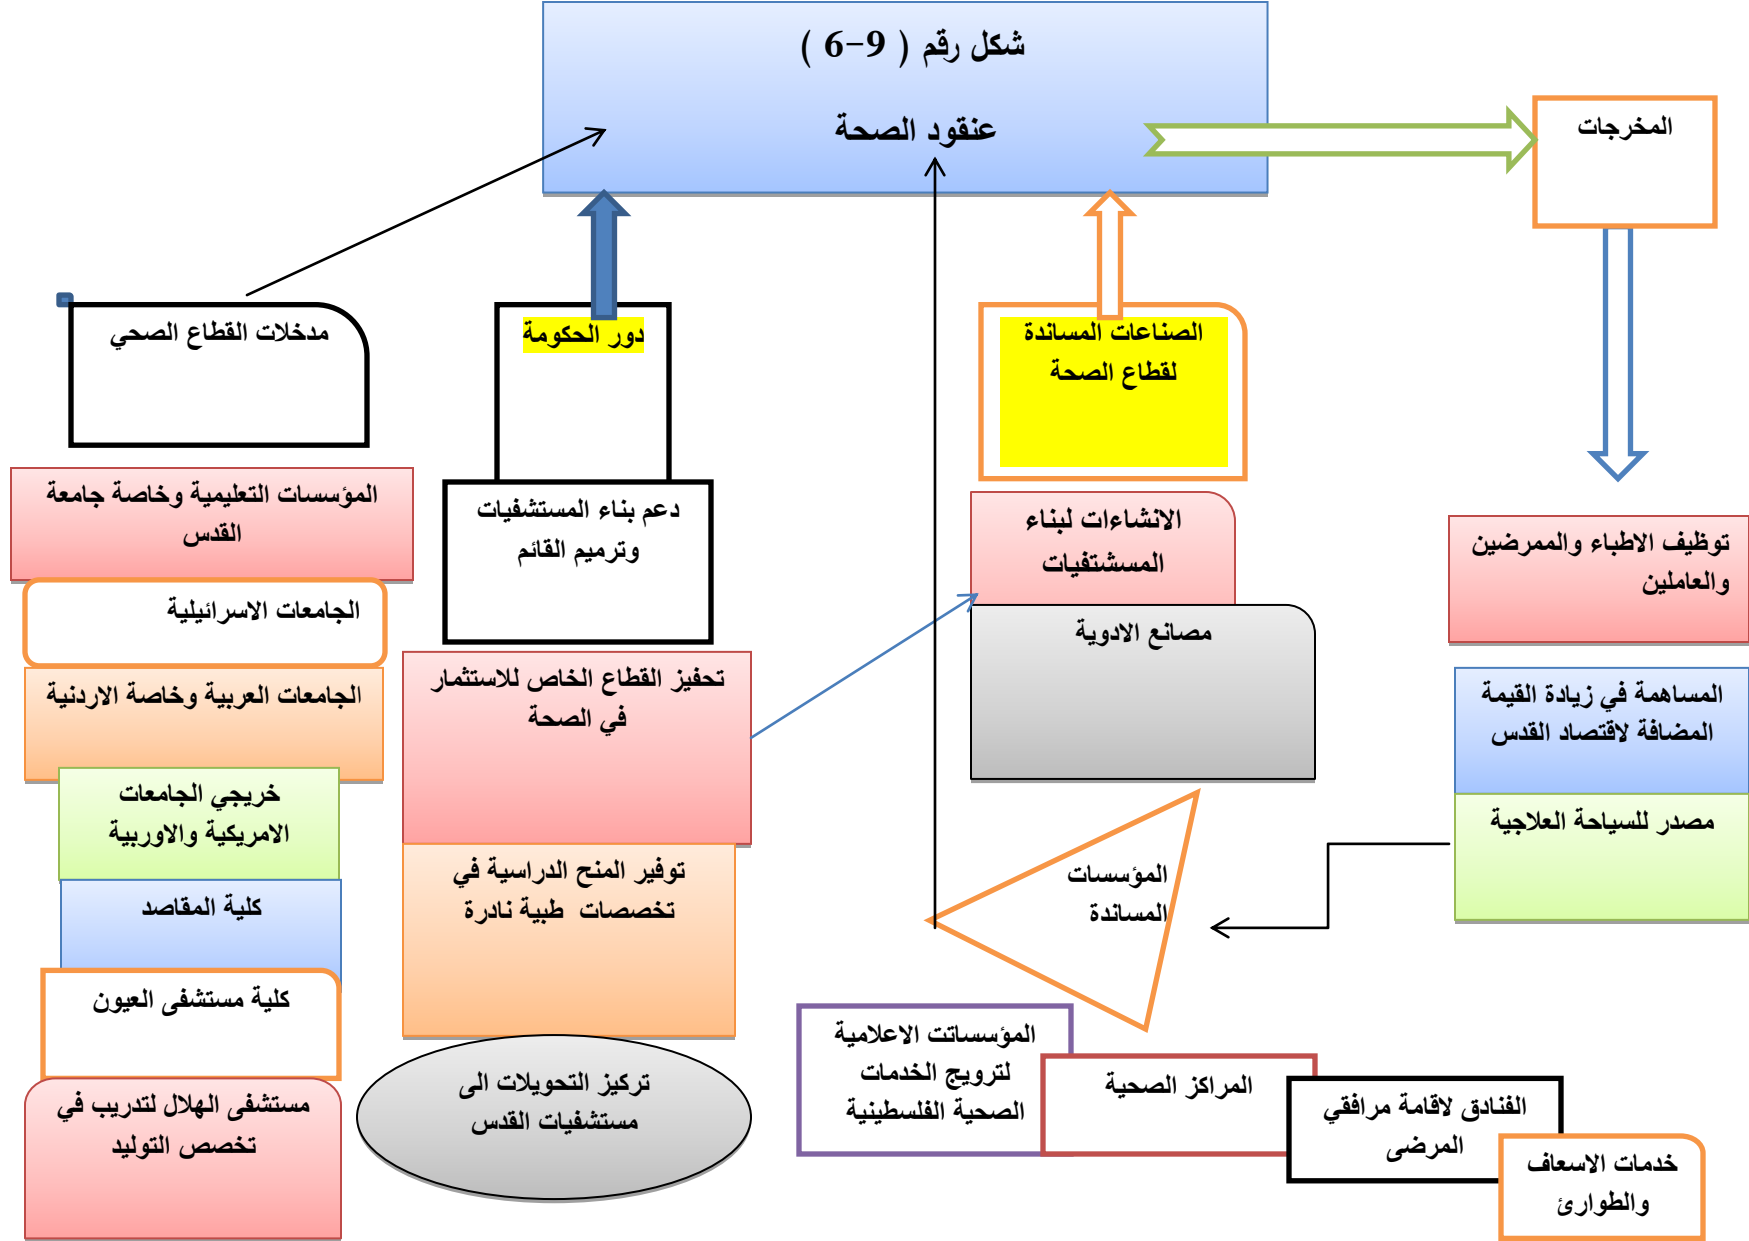 شكل رقم ( 9-6 )
عنقود الصحة
المخرجات
مدخلات القطاع الصحي
دور الحكومة
الصناعات المساندة
لقطاع الصحة
المؤسسات التعليمية وخاصة جامعة
القدس
الجامعات الاسرائيلية
الجامعات العربية وخاصة الاردنية
خريجي الجامعات
الامريكية والاوربية
كلية المقاصد
كلية مستشفى العيون
مستشفى الهلال لتدريب في
تخصص التوليد
دعم بناء المستشفيات
وترميم القائم
تحفيز القطاع الخاص للاستثمار
في الصحة
توفير المنح الدراسية في
تخصصات طبية نادرة
تركيز التحويلات الى
مستشفيات القدس
الانشاءات لبناء
المسشتفيات
مصانع الادوية
المؤسسات
المساندة
المؤسساتت الاعلامية
لترويج الخدمات
الصحية الفلسطينية
المراكز الصحية
الفنادق لاقامة مرافقي
المرضى
خدمات الاسعاف
والطوارئ
توظيف الاطباء والممرضين
والعاملين
المساهمة في زيادة القيمة
المضافة لاقتصاد القدس
مصدر للسياحة العلاجية